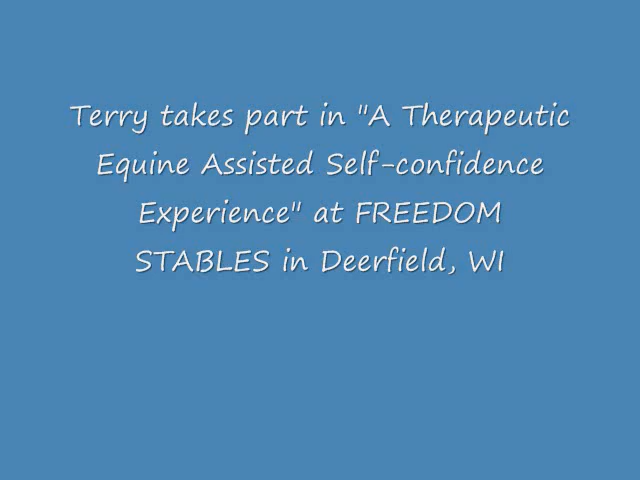 Terry takes part in "A Therapeutic
Equine Assisted Self-confidence
Experience" at FREEDOM
STABLES in Deerfield, WI